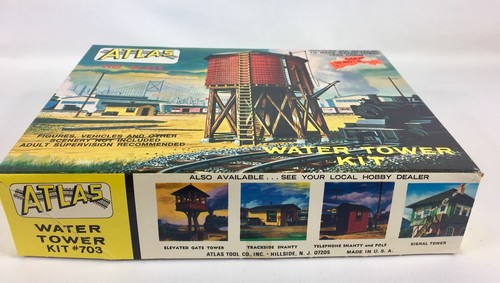 ATLAS
FIGURES, VEHICLES AND OTHER
SCENERY NOT INCLUDED
ADULT SUPERVISION RECOMMENDED
WATER TOWER
KIT
ATLAS
WATER
TOWER
KIT #703
ALSO AVAILABLE...SEE YOUR LOCAL HOBBY DEALER
ELEVATED GATE TOWER
TRACKSIDE SHANTY
TELEPHONE SHANTY and POLE
SIGNAL TOWER
ATLAS TOOL CO., INC. • HILLSIDE, N. J. 07205 MADE IN U. S. A.